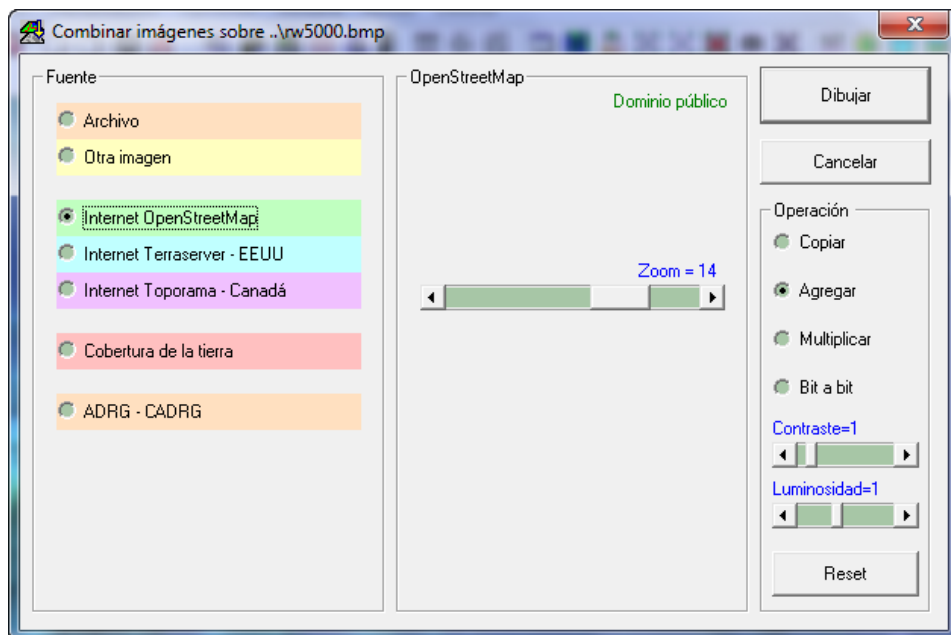 Combinar imágenes sobre ..\rw5000.bmp
Fuente
Archivo
Otra imagen
Internet OpenStreetMap
Internet Terraserver - EEUU
Internet Toporama - Canadá
Cobertura de la tierra
ADRG - CADRG
OpenStreetMap
Dominio público
Zoom = 14
Dibujar
Cancelar
Operación
Copiar
Agregar
Multiplicar
Bit a bit
Contraste=1
Luminosidad=1
Reset